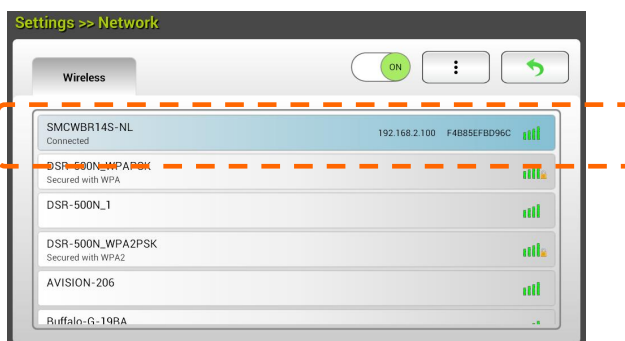 Settings >> Network
Wireless
ON
SMCWBR14S-NL
Connected
192.168.2.100 F4B85EFBD96C
DSR-500N_WPAPSK
Secured with WPA
DSR-500N_1
DSR-500N_WPA2PSK
Secured with WPA2
AVISION-206
Buffalo-G-19BA